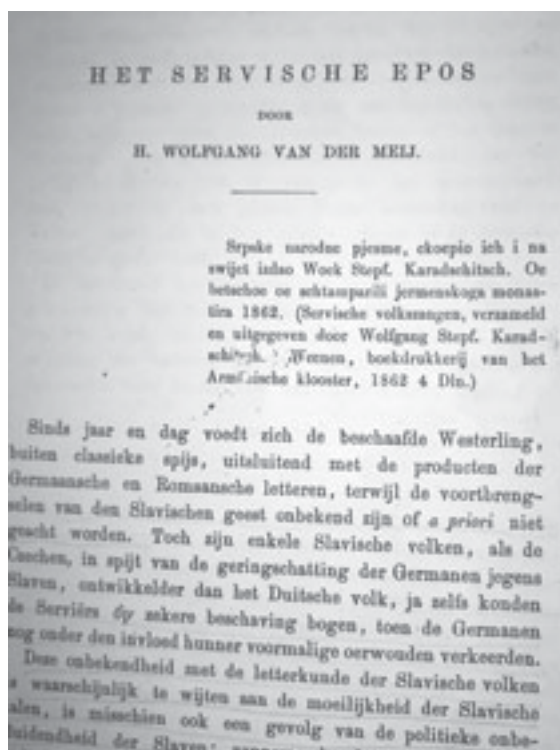 HET SERVISCHE EPOS
DOOR
H. WOLFGANG VAN DER MEIJ.
Srpske narodne pjesme, skoepio ich i na
swijet isdao Woek Stepf. Karadschitsch. Oe
betschoe oe schtampariji jermenskoga monas-
tira 1862. (Servische volkszangen, verzameld
en uitgegeven door Wolfgang Stepf. Karad-
Weenen, boekdrukkerij van het
klooster, 1862 4 Dln.)
Sinds jaar en dag voedt zich de beschaafde Westerling,
buiten classieke spijs, uitsluitend met de producten der
Germaansche en Romaansche letteren, terwijl de voortbreng-
selen van den Slavischen geest onbekend zijn of a priori niet
geacht worden. Toch zijn enkele Slavische volken, als de
Czechen, in spijt van de geringschatting der Germanen jegens
Slaven, ontwikkelder dan het Duitsche volk, ja zelfs konden
de Serviërs op zekere beschaving bogen, toen de Germanen
nog onder den invloed hunner voormalige oerwouden verkeerden.
Deze onbekendheid met de letterkunde der Slavische volken
is waarschijnlijk te wijten aan de moeilijkheid der Slavische
talen, is misschien ook een gevolg van de politieke onbe-
duidendheid der Slaven;